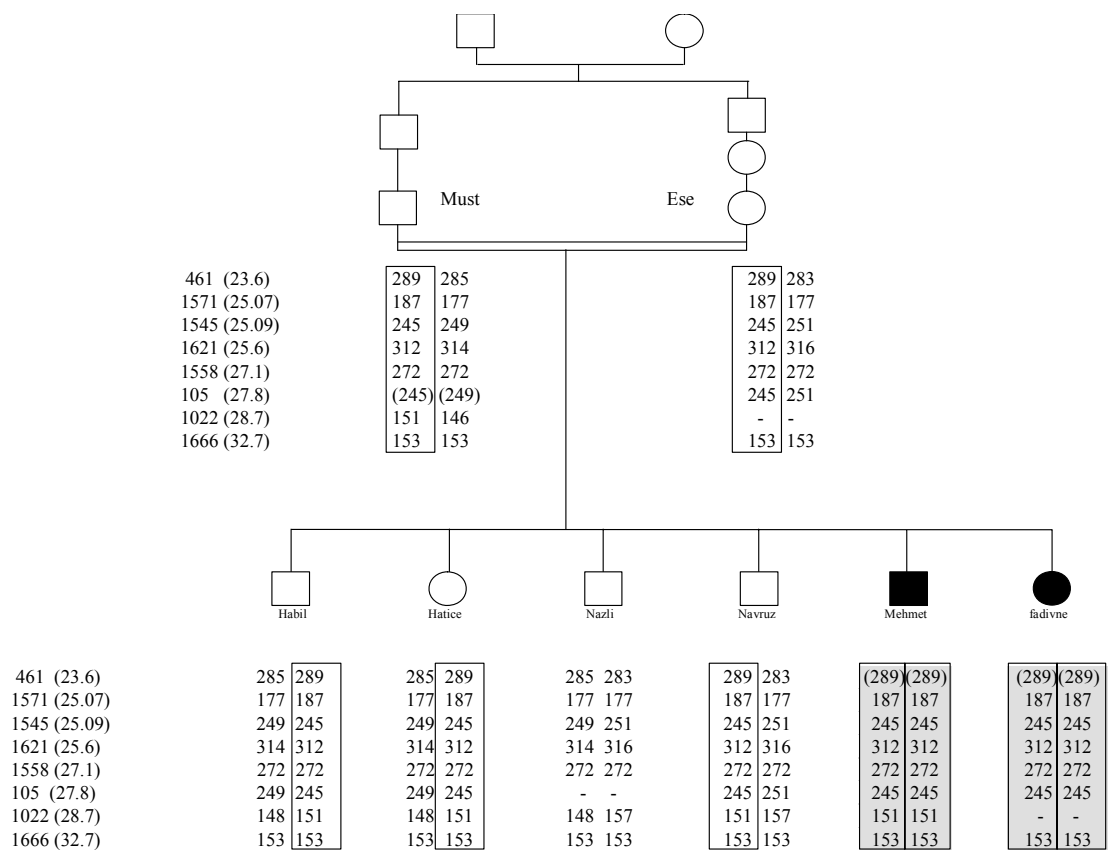 Must Ese
461 (23.6) 289 285 289 283
1571 (25.07) 187 177 187 177
1545 (25.09) 245 249 245 251
1621 (25.6) 312 314 312 316
1558 (27.1) 272 272 272 272
105 (27.8) (245) (249) 245 251
1022 (28.7) 151 146 - -
1666 (32.7) 153 153 153 153
Habil Hatice Nazli Navruz Mehmet fadivne
461 (23.6) 285 289 285 289 285 283 289 283 (289) (289) (289) (289)
1571 (25.07) 177 187 177 187 177 177 187 177 187 187 187 187
1545 (25.09) 249 245 249 245 249 251 245 251 245 245 245 245
1621 (25.6) 314 312 314 312 314 316 312 316 312 312 312 312
1558 (27.1) 272 272 272 272 272 272 272 272 272 272 272 272
105 (27.8) 249 245 249 245 - - 245 251 245 245 245 245
1022 (28.7) 148 151 148 151 148 157 151 157 151 151 - -
1666 (32.7) 153 153 153 153 153 153 153 153 153 153 153 153